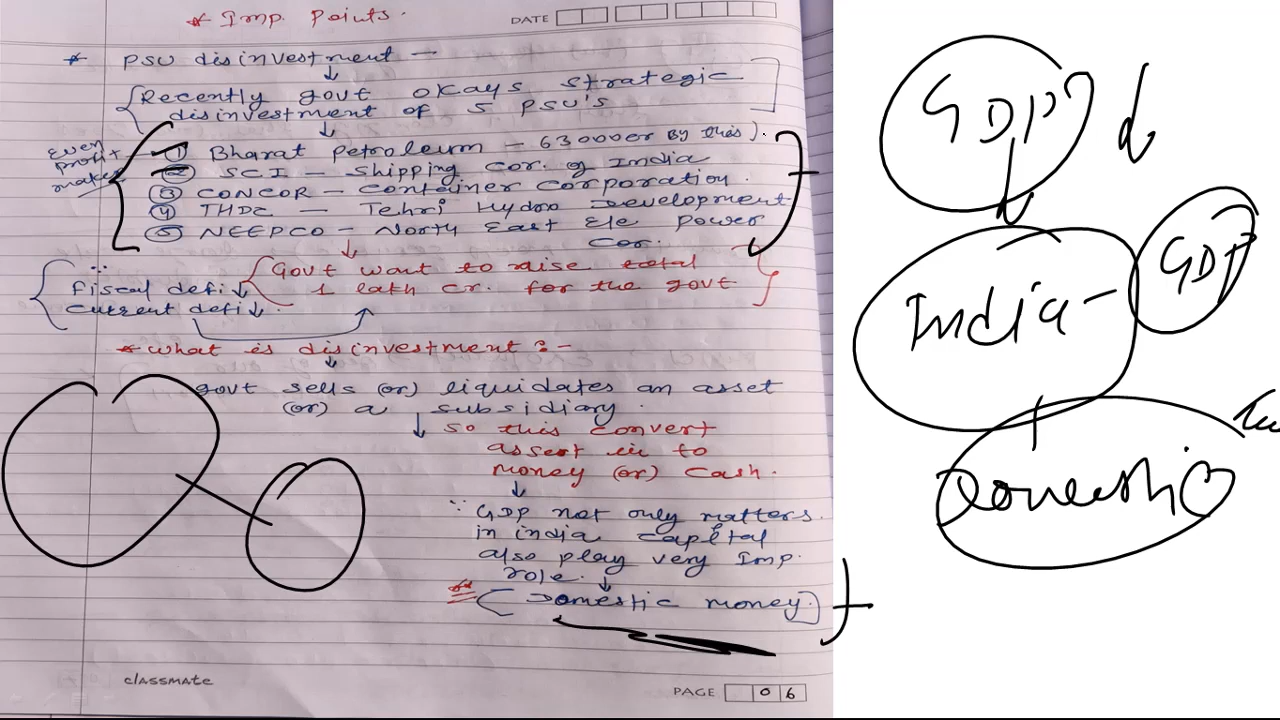 * Imp. Points.
DATE
* PSU disinvestment -
Recently govt okays strategic
disinvestment of 5 PSU's
Even
profit
maker
① Bharat Petroleum - 63000cr By this).
② SCI - Shipping Cor. of India
③ CONCOR - Container Corporation.
④ THDC - Tehri Hydro Development
⑤ NEEPCO - North East Ele Power
Cor.
Govt want to raise total
1 lakh cr. for the govt
Fiscal defi↓
Current defi↓.
* What is disinvestment :-
govt sells (or) liquidates an asset
(or) a subsidiary.
so this convert
assert in to
money (or) cash.
∵ GDP not only matters.
in india capital
also play very Imp
role.
** (Domestic money.)
classmate
PAGE 06
GDP
India - GDP
Domestic